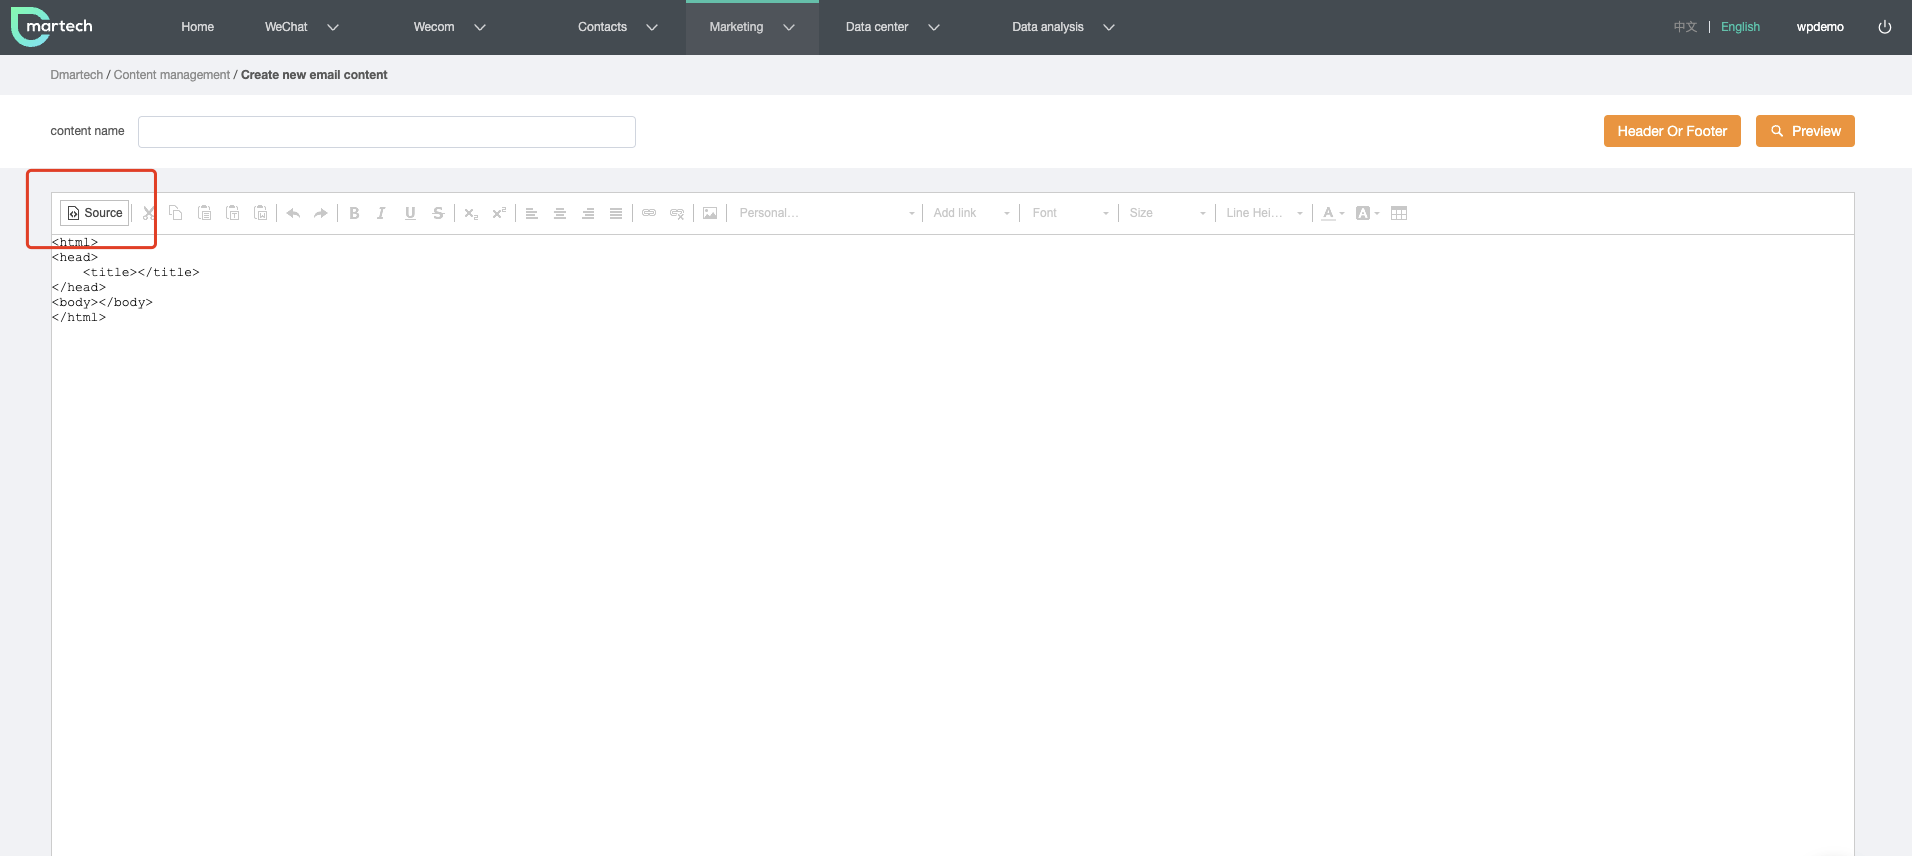 martech Home WeChat Wecom Contacts Marketing Data center Data analysis 中文 | English wpdemo
Dmartech / Content management / Create new email content
content name Header Or Footer Preview
Source B I U S x₂ x² Personal... Add link Font Size Line Hei... A A
<html>
<head>
    <title></title>
</head>
<body></body>
</html>